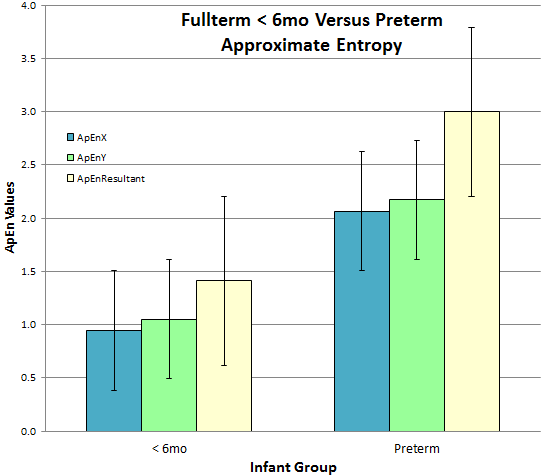 Fullterm < 6mo Versus Preterm
Approximate Entropy
4.0
3.5
3.0
2.5
2.0
1.5
1.0
0.5
0.0
ApEn Values
ApEnX
ApEnY
ApEnResultant
< 6mo
Preterm
Infant Group